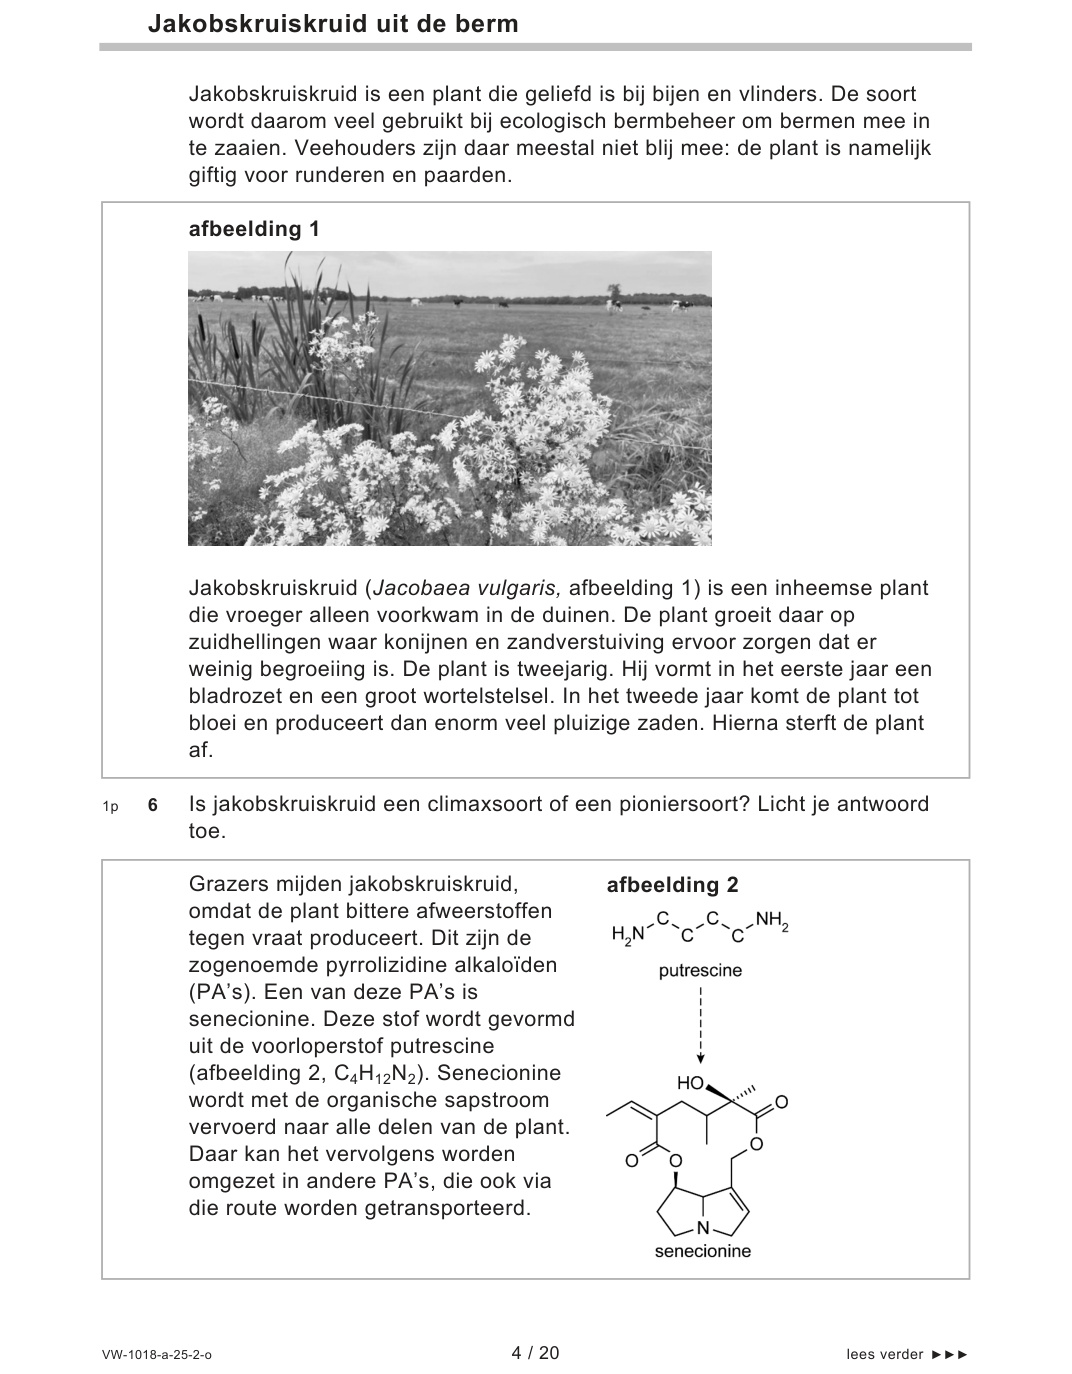 Jakobskruiskruid uit de berm
Jakobskruiskruid is een plant die geliefd is bij bijen en vlinders. De soort
wordt daarom veel gebruikt bij ecologisch bermbeheer om bermen mee in
te zaaien. Veehouders zijn daar meestal niet blij mee: de plant is namelijk
giftig voor runderen en paarden.
afbeelding 1
Jakobskruiskruid (Jacobaea vulgaris, afbeelding 1) is een inheemse plant
die vroeger alleen voorkwam in de duinen. De plant groeit daar op
zuidhellingen waar konijnen en zandverstuiving ervoor zorgen dat er
weinig begroeiing is. De plant is tweejarig. Hij vormt in het eerste jaar een
bladrozet en een groot wortelstelsel. In het tweede jaar komt de plant tot
bloei en produceert dan enorm veel pluizige zaden. Hierna sterft de plant
af.
1p 6 Is jakobskruiskruid een climaxsoort of een pioniersoort? Licht je antwoord
toe.
Grazers mijden jakobskruiskruid,
omdat de plant bittere afweerstoffen
tegen vraat produceert. Dit zijn de
zogenoemde pyrrolizidine alkaloïden
(PA's). Een van deze PA's is
senecionine. Deze stof wordt gevormd
uit de voorloperstof putrescine
(afbeelding 2, C₄H₁₂N₂). Senecionine
wordt met de organische sapstroom
vervoerd naar alle delen van de plant.
Daar kan het vervolgens worden
omgezet in andere PA's, die ook via
die route worden getransporteerd.
afbeelding 2
H₂N C C C C NH₂
putrescine
HO
O
O
O
O
N
senecionine
VW-1018-a-25-2-o 4 / 20 lees verder ►►►